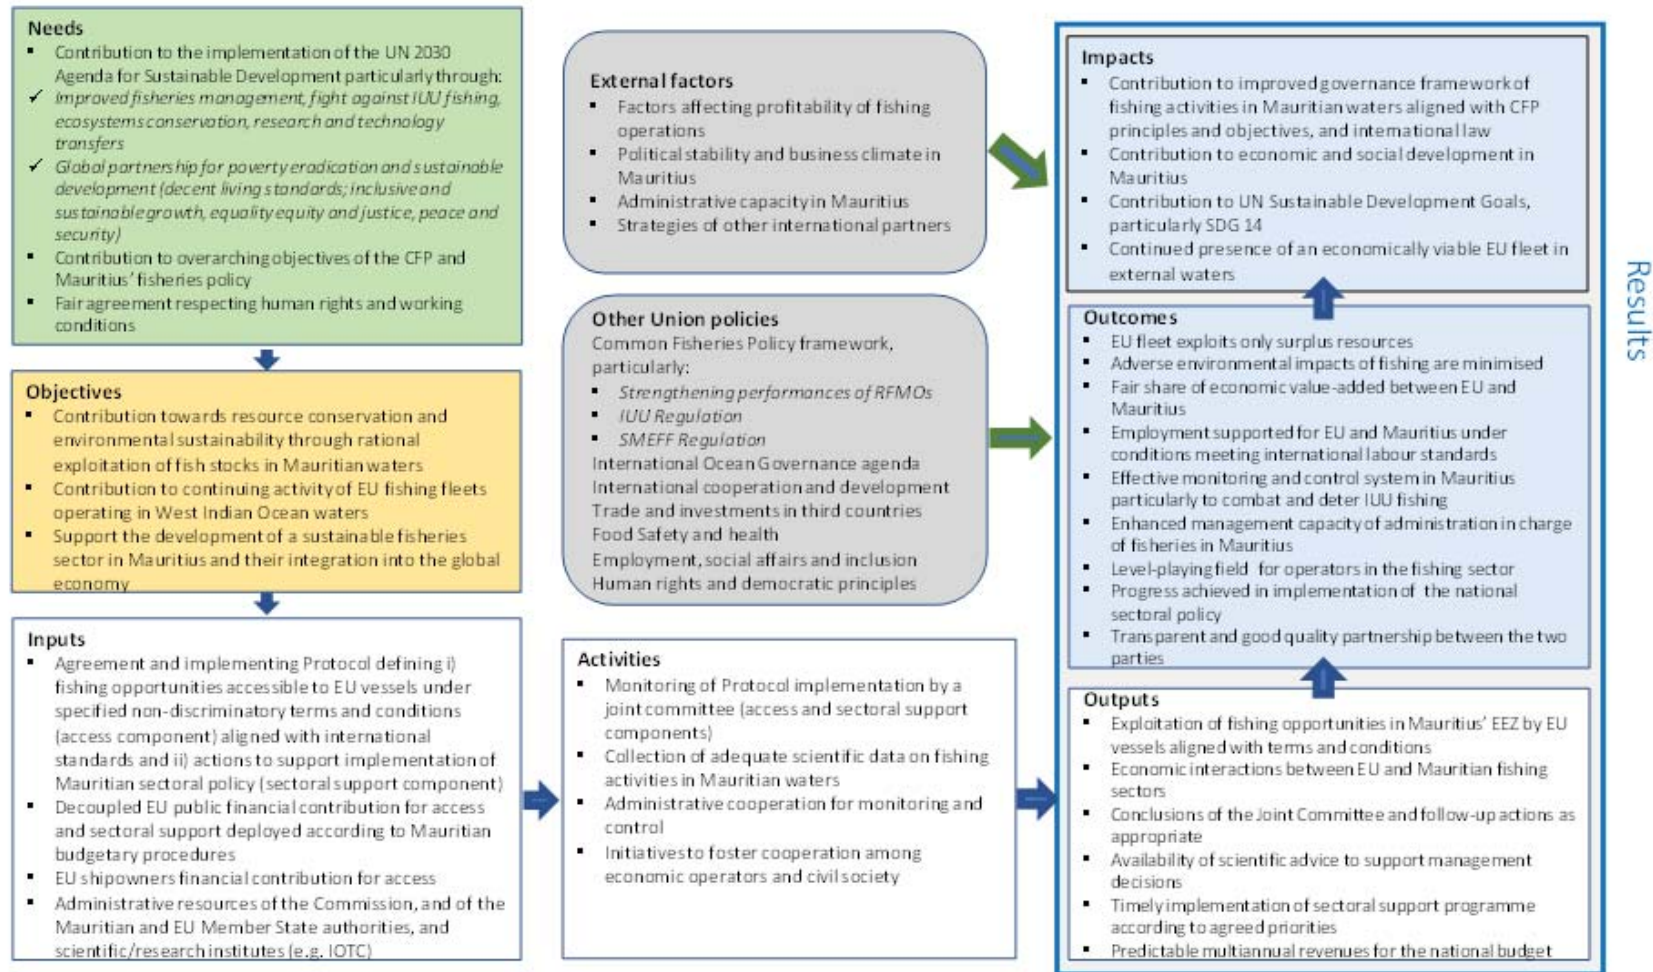 Needs
▪ Contribution to the implementation of the UN 2030
Agenda for Sustainable Development particularly through:
✓ Improved fisheries management, fight against IUU fishing,
ecosystems conservation, research and technology
transfers
✓ Global partnership for poverty eradication and sustainable
development (decent living standards; inclusive and
sustainable growth, equality equity and justice, peace and
security)
▪ Contribution to overarching objectives of the CFP and
Mauritius' fisheries policy
▪ Fair agreement respecting human rights and working
conditions
Objectives
▪ Contribution towards resource conservation and
environmental sustainability through rational
exploitation of fish stocks in Mauritian waters
▪ Contribution to continuing activity of EU fishing fleets
operating in West Indian Ocean waters
▪ Support the development of a sustainable fisheries
sector in Mauritius and their integration into the global
economy
Inputs
▪ Agreement and implementing Protocol defining i)
fishing opportunities accessible to EU vessels under
specified non-discriminatory terms and conditions
(access component) aligned with international
standards and ii) actions to support implementation of
Mauritian sectoral policy (sectoral support component)
▪ Decoupled EU public financial contribution for access
and sectoral support deployed according to Mauritian
budgetary procedures
▪ EU shipowners financial contribution for access
▪ Administrative resources of the Commission, and of the
Mauritian and EU Member State authorities, and
scientific/research institutes (e.g. IOTC)
External factors
▪ Factors affecting profitability of fishing
operations
▪ Political stability and business climate in
Mauritius
▪ Administrative capacity in Mauritius
▪ Strategies of other international partners
Other Union policies
Common Fisheries Policy framework,
particularly:
▪ Strengthening performances of RFMOs
▪ IUU Regulation
▪ SMEFF Regulation
International Ocean Governance agenda
International cooperation and development
Trade and investments in third countries
Food Safety and health
Employment, social affairs and inclusion
Human rights and democratic principles
Activities
▪ Monitoring of Protocol implementation by a
joint committee (access and sectoral support
components)
▪ Collection of adequate scientific data on fishing
activities in Mauritian waters
▪ Administrative cooperation for monitoring and
control
▪ Initiatives to foster cooperation among
economic operators and civil society
Impacts
▪ Contribution to improved governance framework of
fishing activities in Mauritian waters aligned with CFP
principles and objectives, and international law
▪ Contribution to economic and social development in
Mauritius
▪ Contribution to UN Sustainable Development Goals,
particularly SDG 14
▪ Continued presence of an economically viable EU fleet in
external waters
Outcomes
▪ EU fleet exploits only surplus resources
▪ Adverse environmental impacts of fishing are minimised
▪ Fair share of economic value-added between EU and
Mauritius
▪ Employment supported for EU and Mauritius under
conditions meeting international labour standards
▪ Effective monitoring and control system in Mauritius
particularly to combat and deter IUU fishing
▪ Enhanced management capacity of administration in charge
of fisheries in Mauritius
▪ Level-playing field for operators in the fishing sector
▪ Progress achieved in implementation of the national
sectoral policy
▪ Transparent and good quality partnership between the two
parties
Outputs
▪ Exploitation of fishing opportunities in Mauritius' EEZ by EU
vessels aligned with terms and conditions
▪ Economic interactions between EU and Mauritian fishing
sectors
▪ Conclusions of the Joint Committee and follow-up actions as
appropriate
▪ Availability of scientific advice to support management
decisions
▪ Timely implementation of sectoral support programme
according to agreed priorities
▪ Predictable multiannual revenues for the national budget
Results